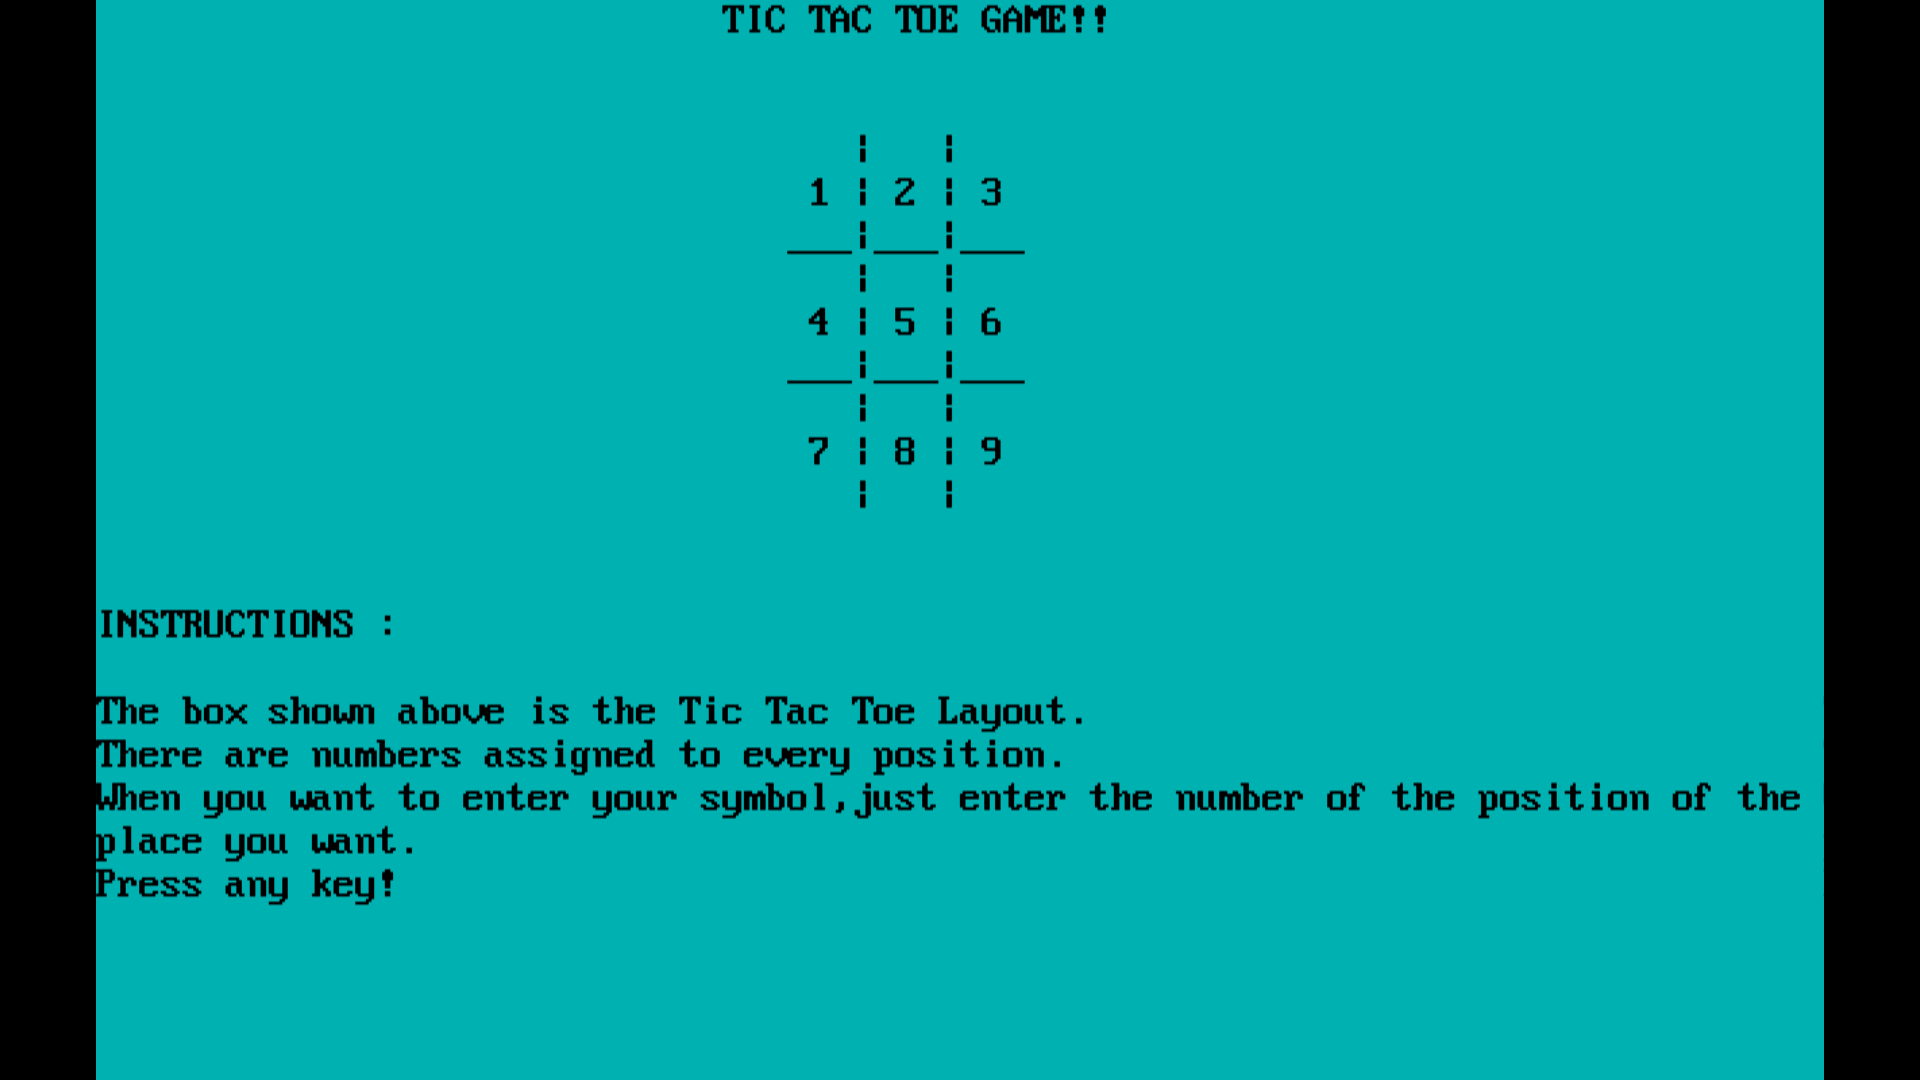 TIC TAC TOE GAME!!
1 ¦ 2 ¦ 3
4 ¦ 5 ¦ 6
7 ¦ 8 ¦ 9
INSTRUCTIONS :
The box shown above is the Tic Tac Toe Layout.
There are numbers assigned to every position.
When you want to enter your symbol,just enter the number of the position of the
place you want.
Press any key!